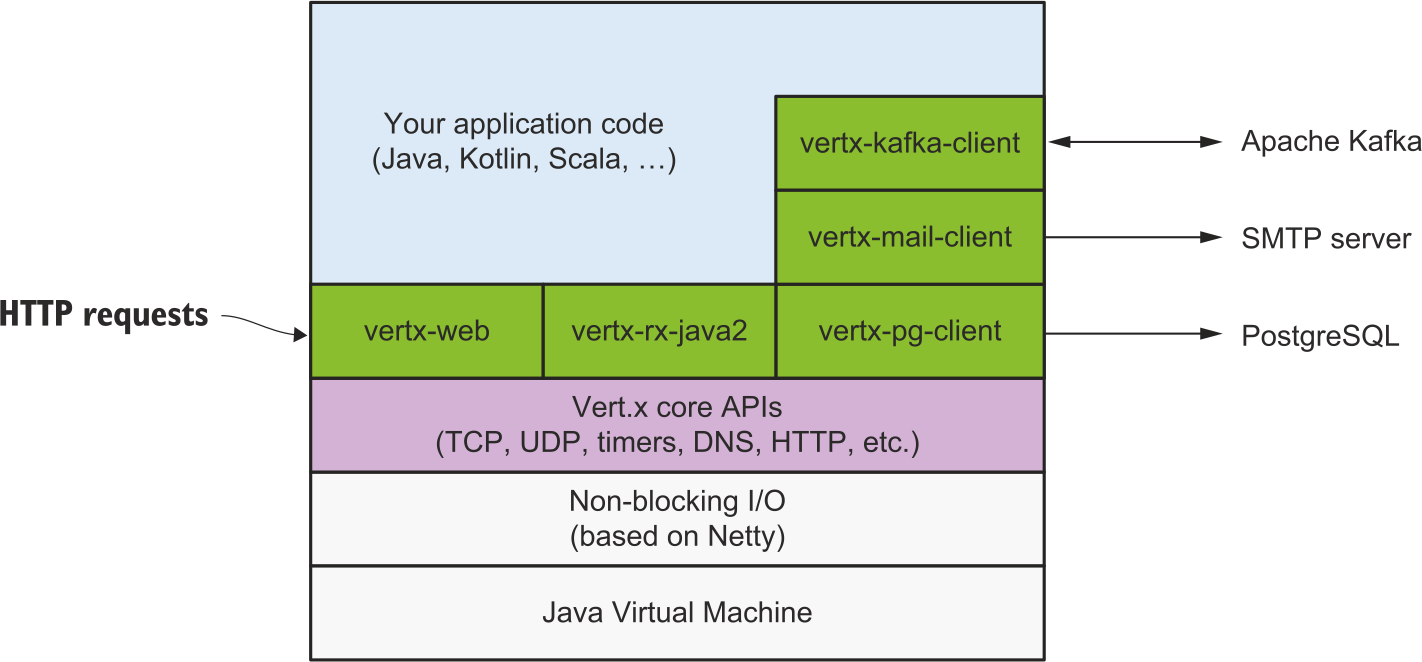 Your application code
(Java, Kotlin, Scala, …)
vertx-kafka-client
Apache Kafka
vertx-mail-client
SMTP server
HTTP requests
vertx-web
vertx-rx-java2
vertx-pg-client
PostgreSQL
Vert.x core APIs
(TCP, UDP, timers, DNS, HTTP, etc.)
Non-blocking I/O
(based on Netty)
Java Virtual Machine